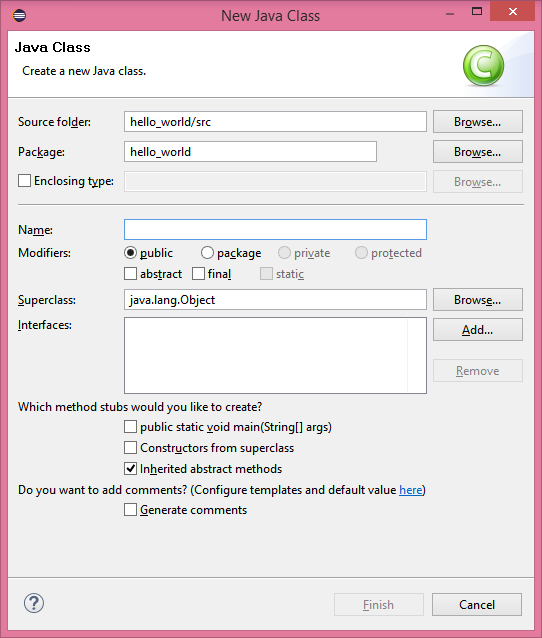 New Java Class
Java Class
Create a new Java class.
C
Source folder: hello_world/src Browse...
Package: hello_world Browse...
Enclosing type: Browse...
Name:
Modifiers: public package private protected
abstract final static
Superclass: java.lang.Object Browse...
Interfaces: Add...
Remove
Which method stubs would you like to create?
public static void main(String[] args)
Constructors from superclass
Inherited abstract methods
Do you want to add comments? (Configure templates and default value here)
Generate comments
? Finish Cancel